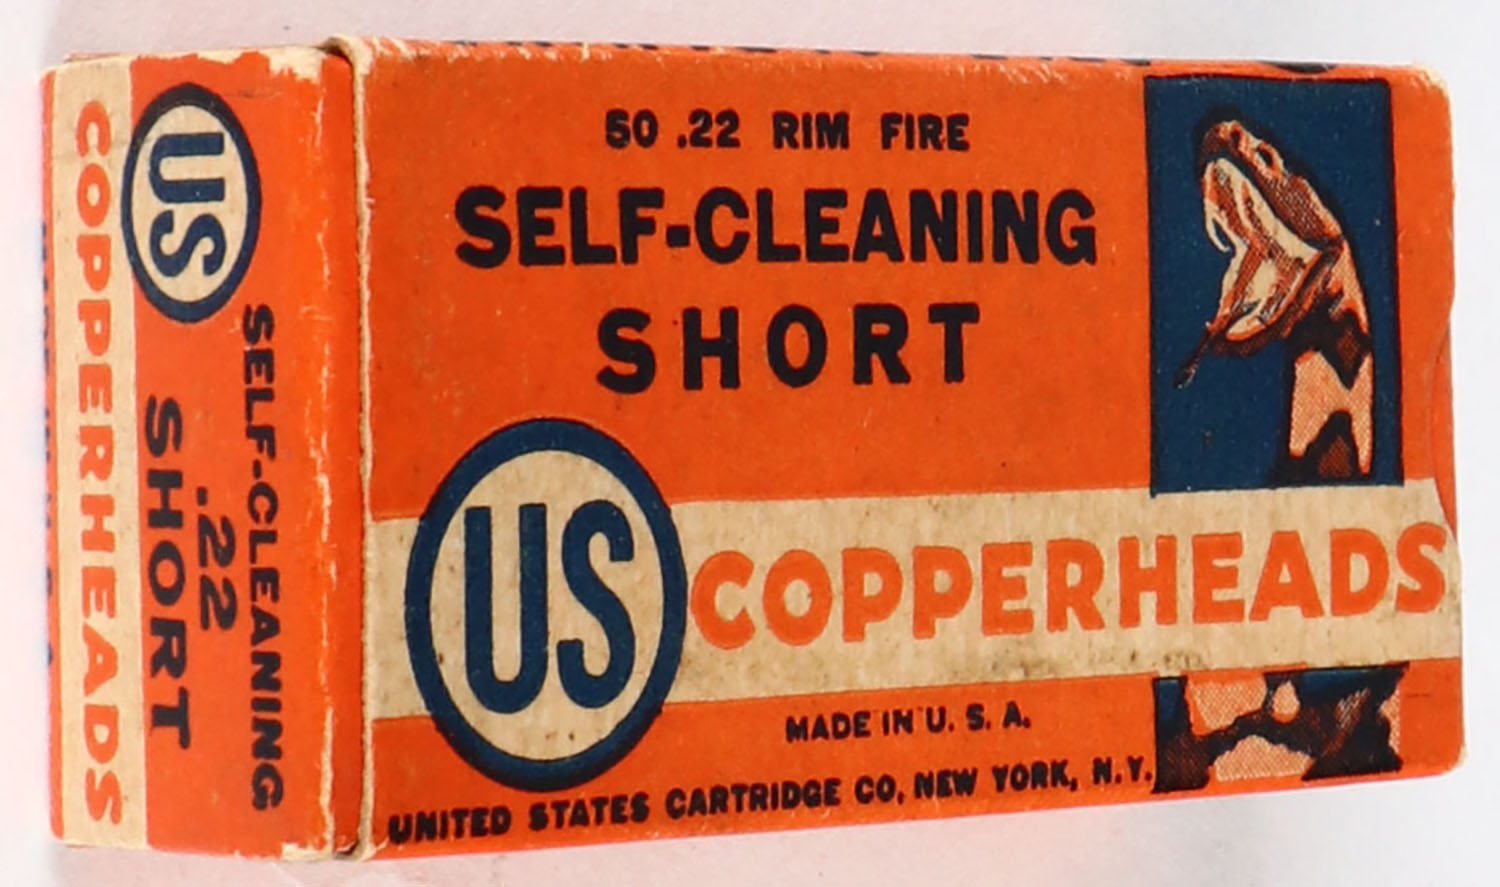 50 .22 RIM FIRE
SELF-CLEANING
SHORT
US COPPERHEADS
MADE IN U. S. A.
UNITED STATES CARTRIDGE CO, NEW YORK, N.Y.
US
COPPERHEADS
SELF-CLEANING
.22
SHORT